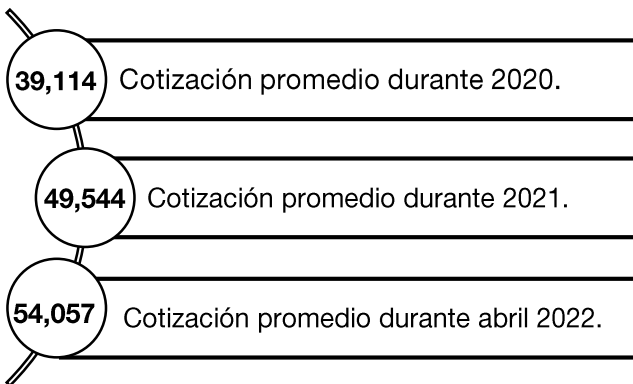 39,114 Cotización promedio durante 2020.
49,544 Cotización promedio durante 2021.
54,057 Cotización promedio durante abril 2022.